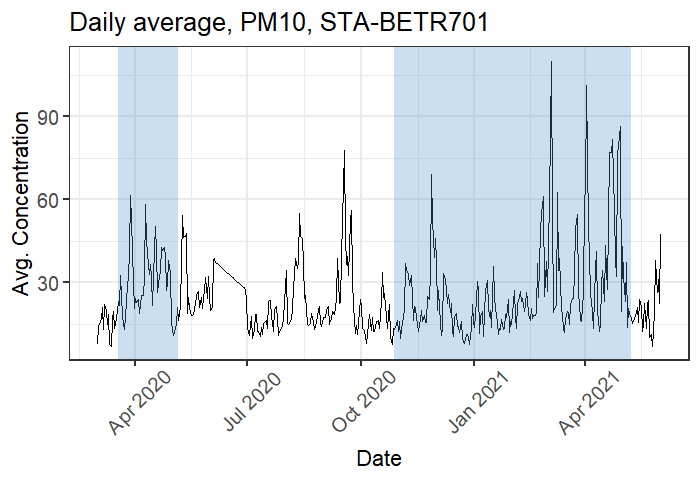 Daily average, PM10, STA-BETR701
Avg. Concentration
90
60
30
Apr 2020
Jul 2020
Oct 2020
Jan 2021
Apr 2021
Date